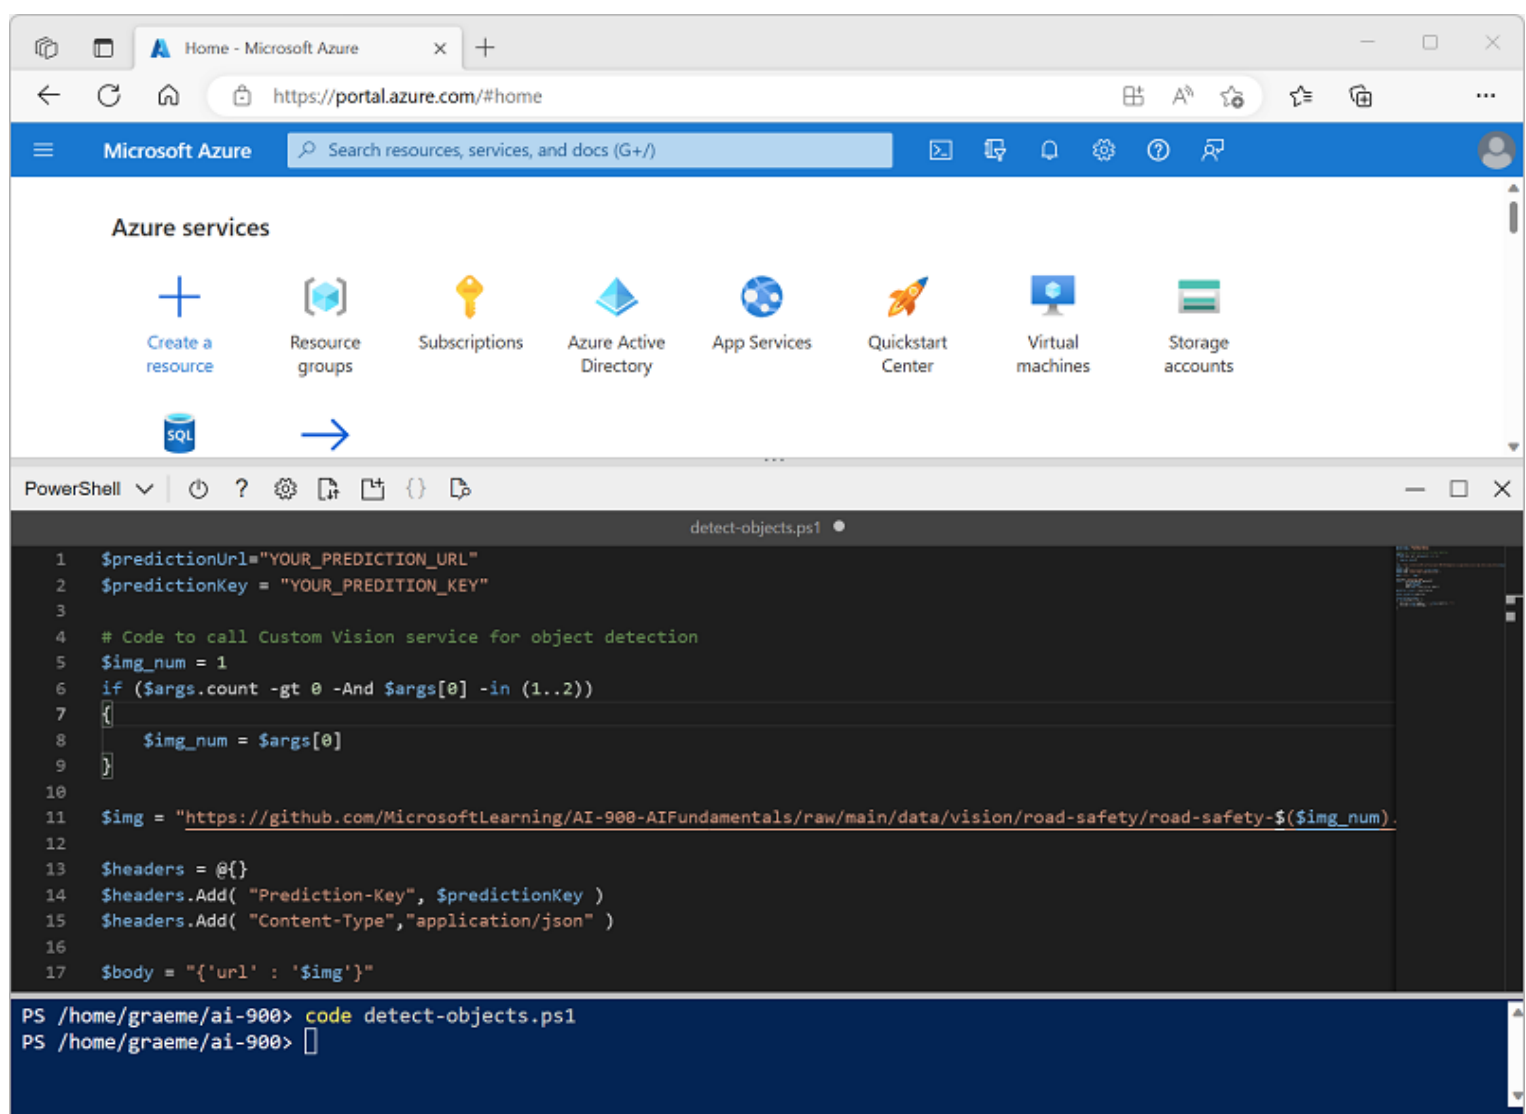 Home - Microsoft Azure
https://portal.azure.com/#home
Microsoft Azure
Search resources, services, and docs (G+/)
Azure services
Create a resource
Resource groups
Subscriptions
Azure Active Directory
App Services
Quickstart Center
Virtual machines
Storage accounts
SQL
PowerShell
detect-objects.ps1
1 $predictionUrl="YOUR_PREDICTION_URL"
2 $predictionKey = "YOUR_PREDITION_KEY"
3
4 # Code to call Custom Vision service for object detection
5 $img_num = 1
6 if ($args.count -gt 0 -And $args[0] -in (1..2))
7 {
8 $img_num = $args[0]
9 }
10
11 $img = "https://github.com/MicrosoftLearning/AI-900-AIFundamentals/raw/main/data/vision/road-safety/road-safety-$($img_num).
12
13 $headers = @{}
14 $headers.Add( "Prediction-Key", $predictionKey )
15 $headers.Add( "Content-Type","application/json" )
16
17 $body = "{'url' : '$img'}"
PS /home/graeme/ai-900> code detect-objects.ps1
PS /home/graeme/ai-900>